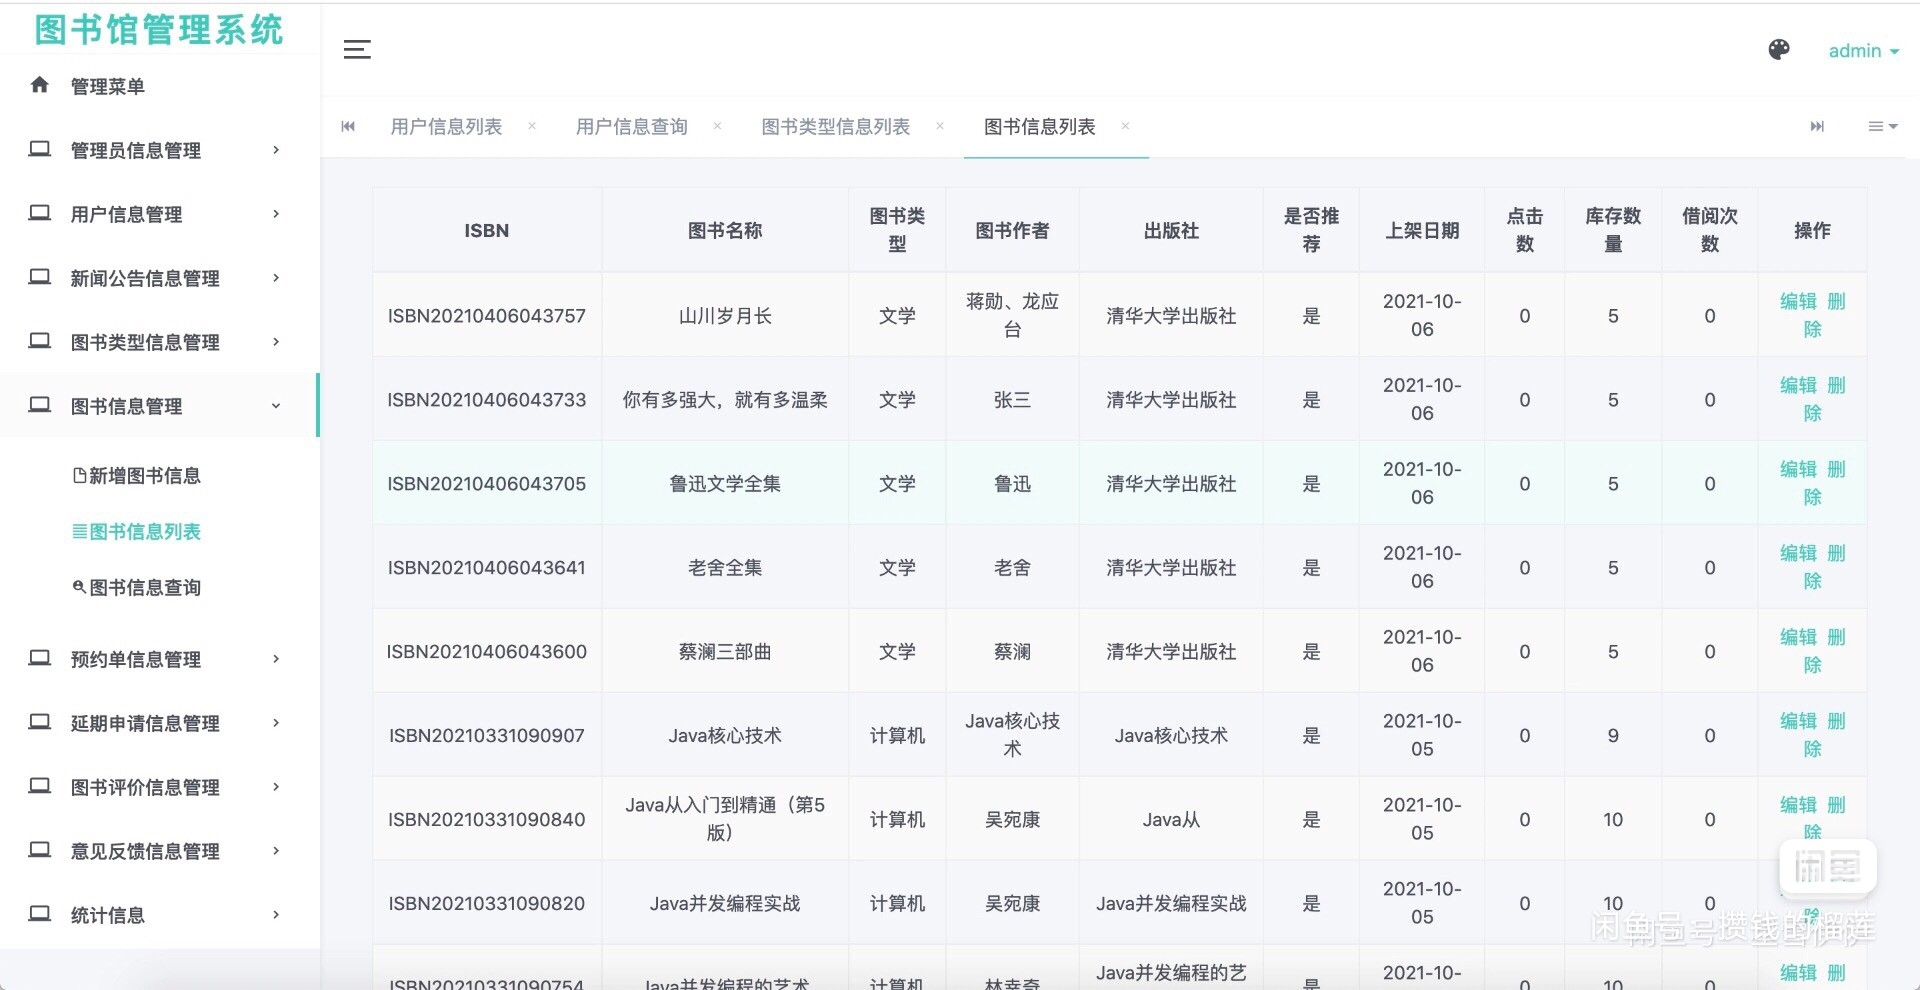 图书馆管理系统
管理菜单
管理员信息管理
用户信息管理
新闻公告信息管理
图书类型信息管理
图书信息管理
新增图书信息
图书信息列表
图书信息查询
预约单信息管理
延期申请信息管理
图书评价信息管理
意见反馈信息管理
统计信息
admin
用户信息列表 × 用户信息查询 × 图书类型信息列表 × 图书信息列表 ×
ISBN 图书名称 图书类型 图书作者 出版社 是否推荐 上架日期 点击数 库存数量 借阅次数 操作
ISBN20210406043757 山川岁月长 文学 蒋勋、龙应台 清华大学出版社 是 2021-10-06 0 5 0 编辑 删除
ISBN20210406043733 你有多强大，就有多温柔 文学 张三 清华大学出版社 是 2021-10-06 0 5 0 编辑 删除
ISBN20210406043705 鲁迅文学全集 文学 鲁迅 清华大学出版社 是 2021-10-06 0 5 0 编辑 删除
ISBN20210406043641 老舍全集 文学 老舍 清华大学出版社 是 2021-10-06 0 5 0 编辑 删除
ISBN20210406043600 蔡澜三部曲 文学 蔡澜 清华大学出版社 是 2021-10-06 0 5 0 编辑 删除
ISBN20210331090907 Java核心技术 计算机 Java核心技术 Java核心技术 是 2021-10-05 0 9 0 编辑 删除
ISBN20210331090840 Java从入门到精通（第5版） 计算机 吴宛康 Java从 是 2021-10-05 0 10 0 编辑 删除
ISBN20210331090820 Java并发编程实战 计算机 吴宛康 Java并发编程实战 是 2021-10-05 0 10 0 除
ISBN20210331090754 Java并发编程的艺术 计算机 林幸奇 Java并发编程的艺 是 2021-10- 0 10 0 编辑 删
闲鱼号